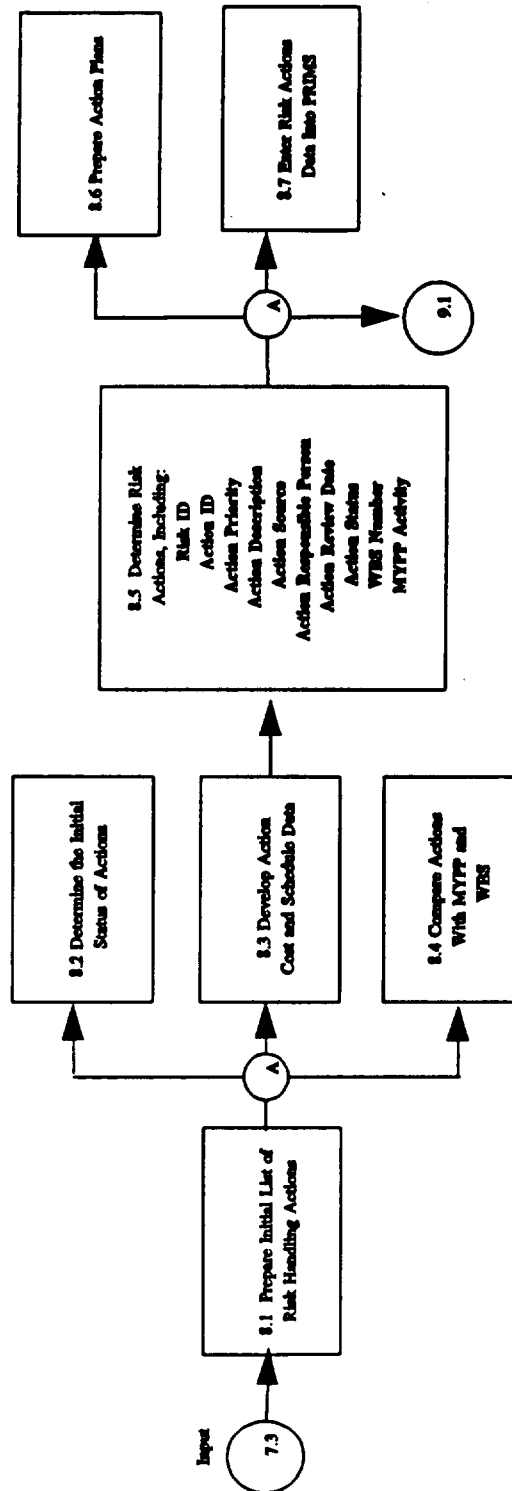 Input
7.3
8.1 Prepare Initial List of
Risk Handling Actions
A
8.2 Determine the Initial
Status of Actions
8.3 Develop Action
Cost and Schedule Data
8.4 Compare Actions
With MYPP and
WBS
8.5 Determine Risk
Actions, Including:
Risk ID
Action ID
Action Priority
Action Description
Action Source
Action Responsible Person
Action Review Date
Action Status
WBS Number
MYPP Activity
A
8.6 Prepare Action Plans
8.7 Enter Risk Actions
Data Into PRIMS
9.1